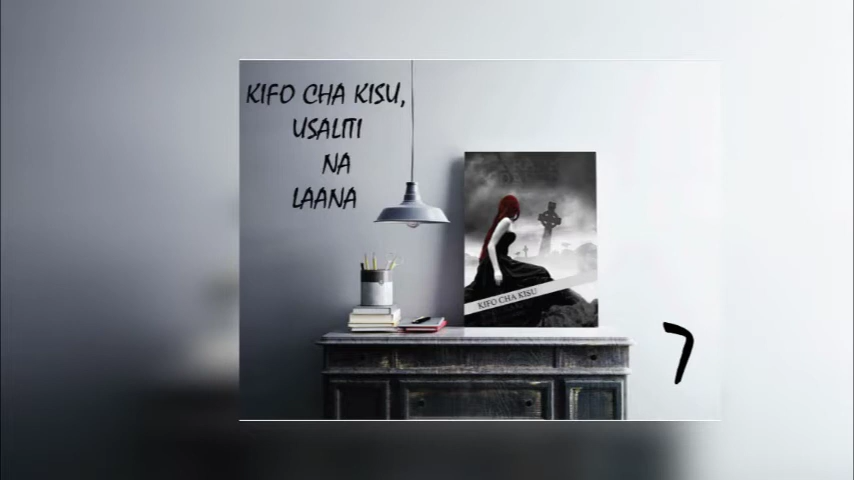 KIFO CHA KISU,
USALITI
NA
LAANA
KIFO CHA KISU
7